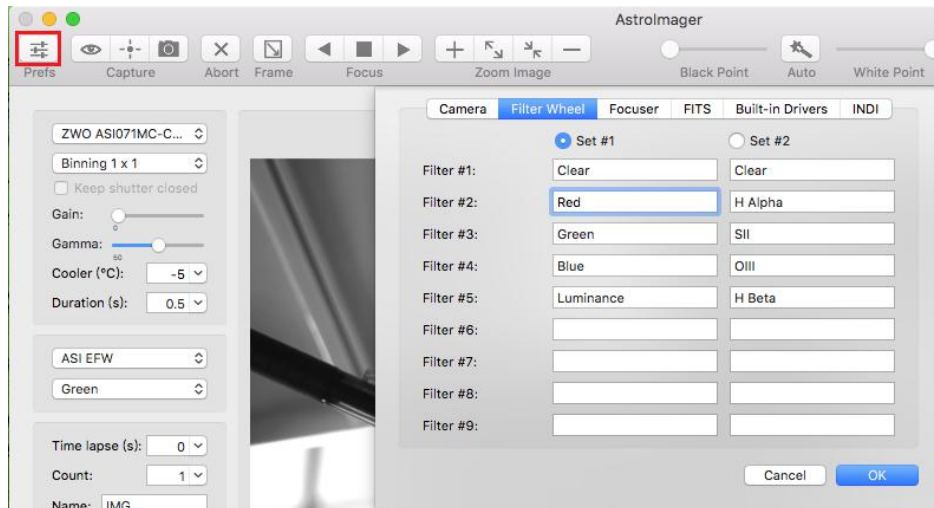 AstroImager
Prefs Capture Abort Frame Focus Zoom Image Black Point Auto White Point
Camera Filter Wheel Focuser FITS Built-in Drivers INDI
Set #1 Set #2
Filter #1: Clear Clear
Filter #2: Red H Alpha
Filter #3: Green SII
Filter #4: Blue OIII
Filter #5: Luminance H Beta
Filter #6:
Filter #7:
Filter #8:
Filter #9:
Cancel OK
ZWO ASI071MC-C...
Binning 1 x 1
Keep shutter closed
Gain:
0
Gamma:
50
Cooler (°C): -5
Duration (s): 0.5
ASI EFW
Green
Time lapse (s): 0
Count: 1
Name: IMG